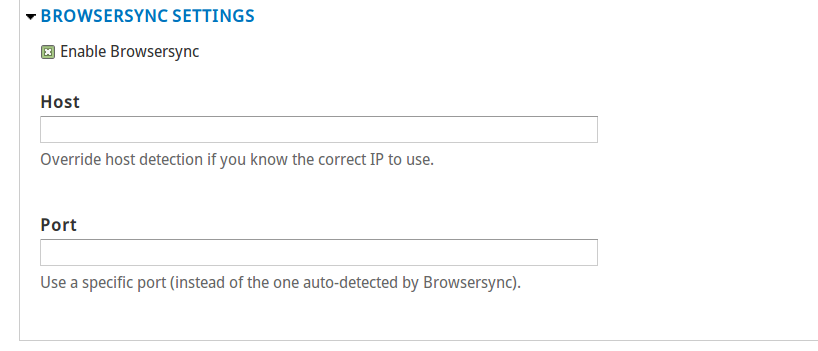 BROWSERSYNC SETTINGS
Enable Browsersync
Host
Override host detection if you know the correct IP to use.
Port
Use a specific port (instead of the one auto-detected by Browsersync).